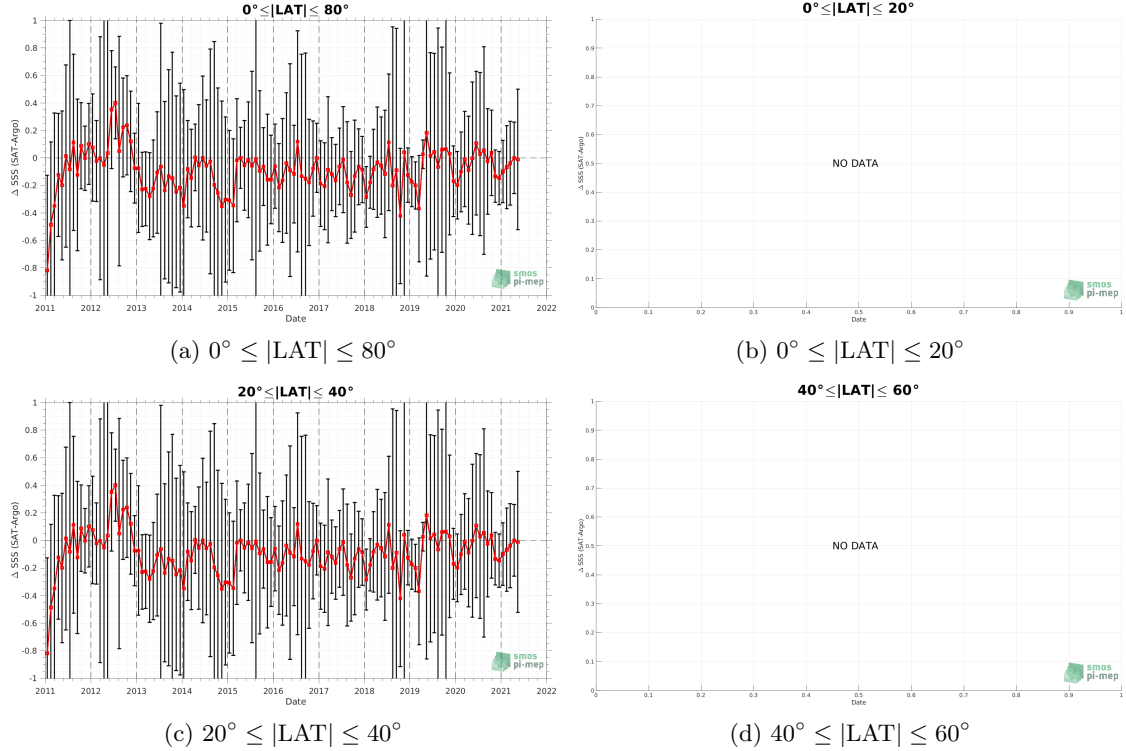 0°≤|LAT|≤ 80°
1
0.8
0.6
0.4
0.2
0
-0.2
-0.4
-0.6
-0.8
-1
Δ SSS (SAT-Argo)
2011 2012 2013 2014 2015 2016 2017 2018 2019 2020 2021 2022
Date
smos
pi-mep
(a) 0° ≤ |LAT| ≤ 80°
0°≤|LAT|≤ 20°
1
0.9
0.8
0.7
0.6
0.5
0.4
0.3
0.2
0.1
0
Δ SSS (SAT-Argo)
NO DATA
0 0.1 0.2 0.3 0.4 0.5 0.6 0.7 0.8 0.9 1
Date
smos
pi-mep
(b) 0° ≤ |LAT| ≤ 20°
20°≤|LAT|≤ 40°
1
0.8
0.6
0.4
0.2
0
-0.2
-0.4
-0.6
-0.8
-1
Δ SSS (SAT-Argo)
2011 2012 2013 2014 2015 2016 2017 2018 2019 2020 2021 2022
Date
smos
pi-mep
(c) 20° ≤ |LAT| ≤ 40°
40°≤|LAT|≤ 60°
1
0.9
0.8
0.7
0.6
0.5
0.4
0.3
0.2
0.1
0
Δ SSS (SAT-Argo)
NO DATA
0 0.1 0.2 0.3 0.4 0.5 0.6 0.7 0.8 0.9 1
Date
smos
pi-mep
(d) 40° ≤ |LAT| ≤ 60°